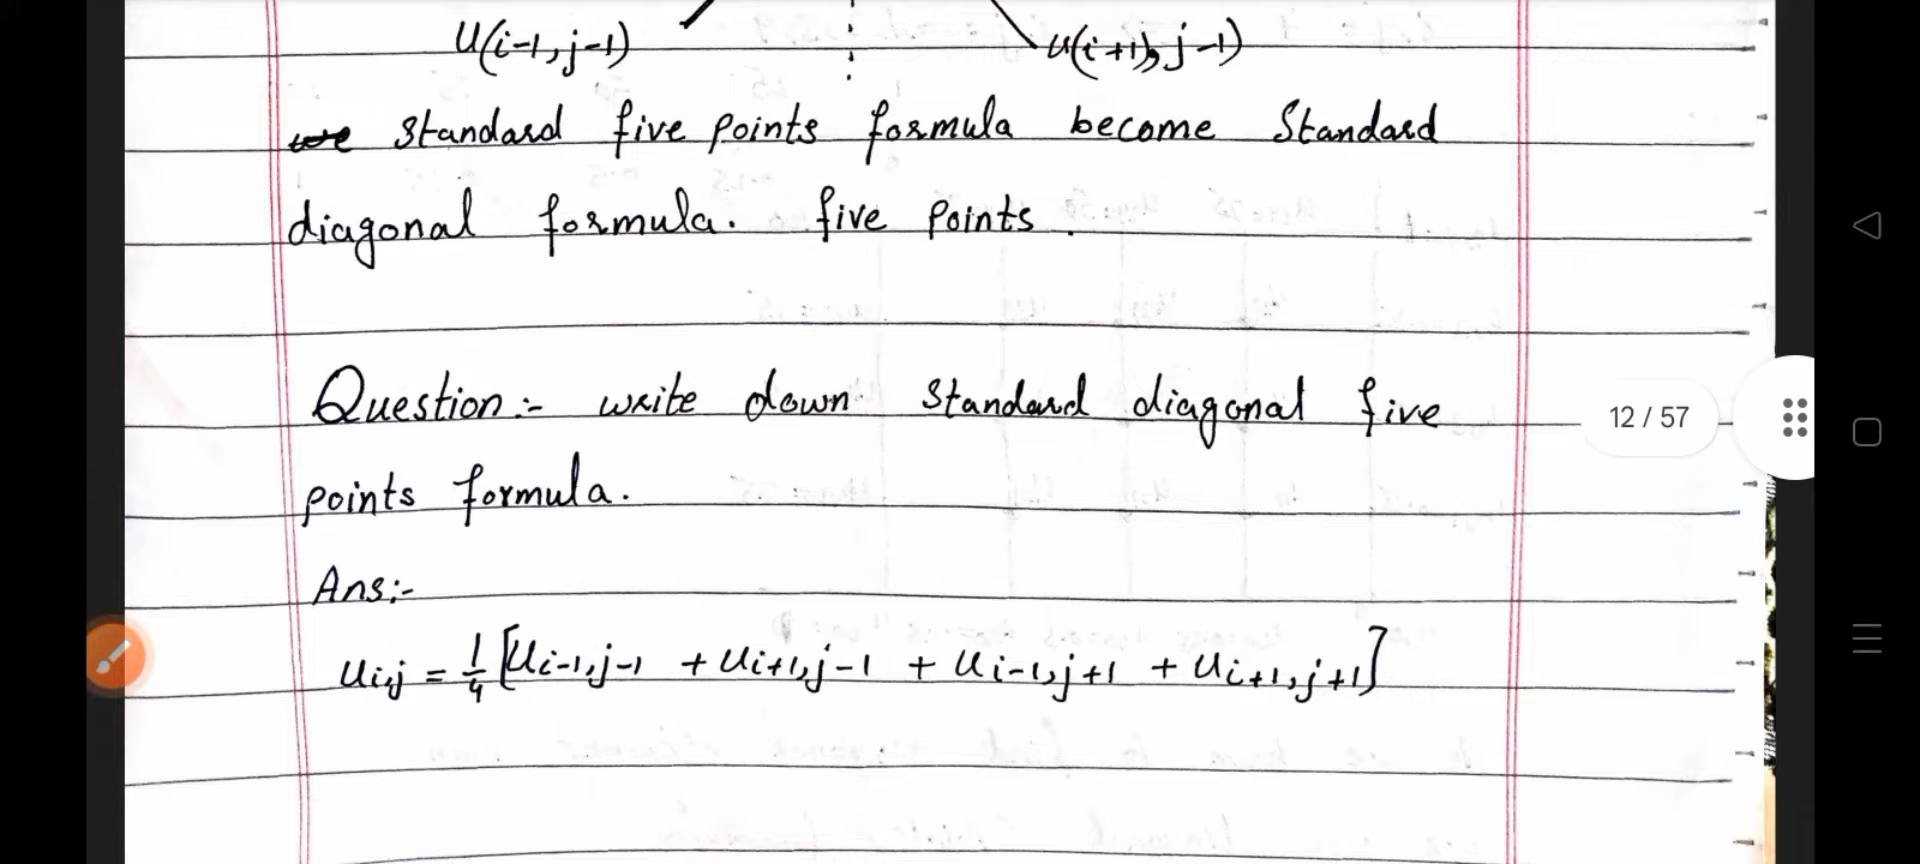 U(i-1, j-1) u(i+1), j-1)
standard five points formula become Standard
diagonal formula. five points.
Question:- write down standard diagonal five
12 / 57
points formula.
Ans:-
ui,j = 1/4 [ui-1,j-1 + ui+1,j-1 + ui-1,j+1 + ui+1,j+1]